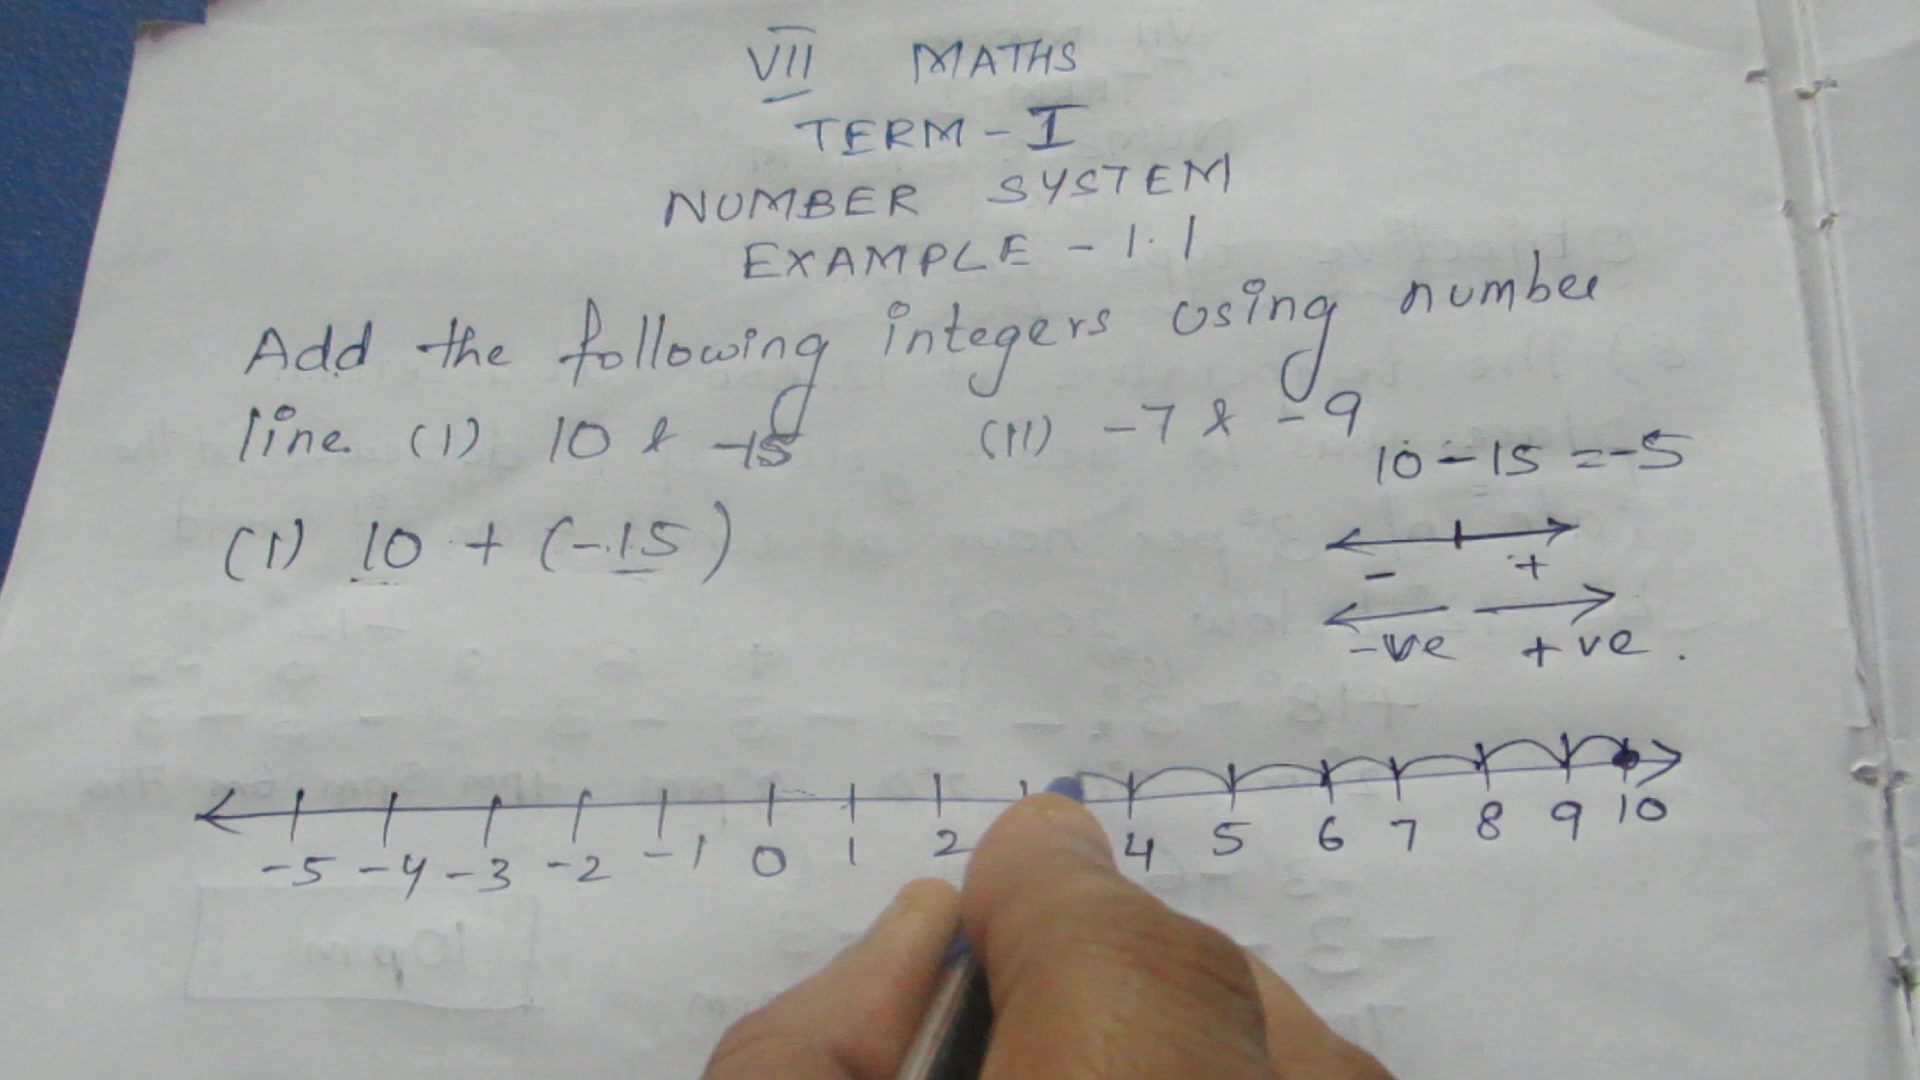 VII MATHS
TERM - I
NUMBER SYSTEM
EXAMPLE - 1.1
Add the following integers using number
line (i) 10 & -15 (ii) -7 & -9
10 - 15 = -5
(i) 10 + (-15)
- +
-ve +ve.
-5 -4 -3 -2 -1 0 1 2 4 5 6 7 8 9 10